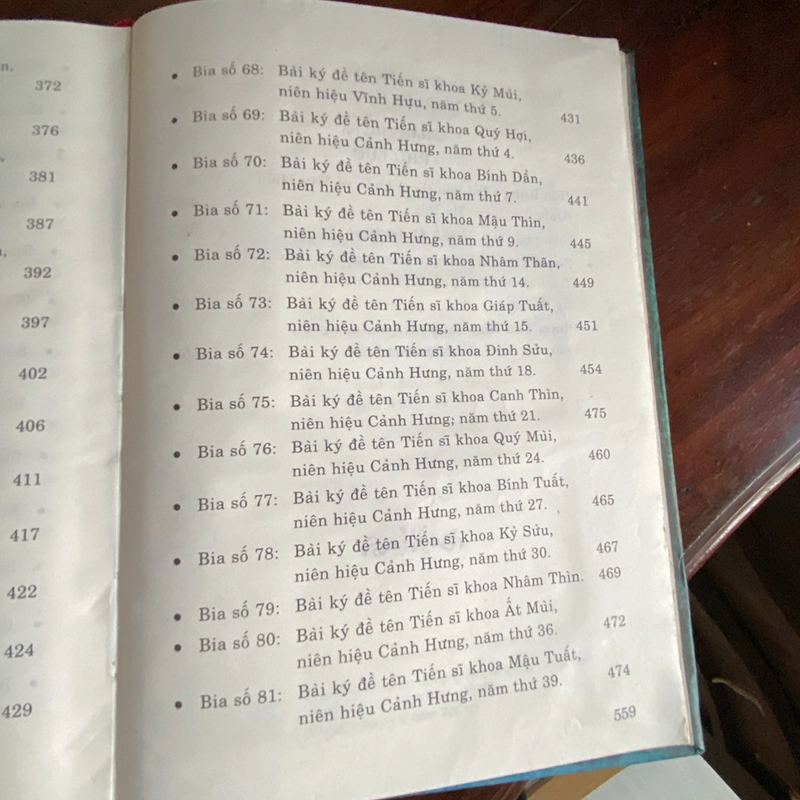 n,
372
376
381
387
n,
392
397
402
406
411
417
422
424
429
• Bia số 68: Bài ký đề tên Tiến sĩ khoa Kỷ Mùi,
niên hiệu Vĩnh Hựu, năm thứ 5. 431
• Bia số 69: Bài ký đề tên Tiến sĩ khoa Quý Hợi,
niên hiệu Cảnh Hưng, năm thứ 4. 436
• Bia số 70: Bài ký đề tên Tiến sĩ khoa Bính Dần,
niên hiệu Cảnh Hưng, năm thứ 7. 441
• Bia số 71: Bài ký đề tên Tiến sĩ khoa Mậu Thìn,
niên hiệu Cảnh Hưng, năm thứ 9. 445
• Bia số 72: Bài ký đề tên Tiến sĩ khoa Nhâm Thân,
niên hiệu Cảnh Hưng, năm thứ 14. 449
• Bia số 73: Bài ký đề tên Tiến sĩ khoa Giáp Tuất,
niên hiệu Cảnh Hưng, năm thứ 15. 451
• Bia số 74: Bài ký đề tên Tiến sĩ khoa Đinh Sửu,
niên hiệu Cảnh Hưng, năm thứ 18. 454
• Bia số 75: Bài ký đề tên Tiến sĩ khoa Canh Thìn,
niên hiệu Cảnh Hưng; năm thứ 21. 475
• Bia số 76: Bài ký đề tên Tiến sĩ khoa Quý Mùi,
niên hiệu Cảnh Hưng, năm thứ 24. 460
• Bia số 77: Bài ký đề tên Tiến sĩ khoa Bính Tuất,
niên hiệu Cảnh Hưng, năm thứ 27. 465
• Bia số 78: Bài ký đề tên Tiến sĩ khoa Kỷ Sửu,
niên hiệu Cảnh Hưng, năm thứ 30. 467
• Bia số 79: Bài ký đề tên Tiến sĩ khoa Nhâm Thìn. 469
• Bia số 80: Bài ký đề tên Tiến sĩ khoa Ất Mùi,
niên hiệu Cảnh Hưng, năm thứ 36. 472
• Bia số 81: Bài ký đề tên Tiến sĩ khoa Mậu Tuất,
niên hiệu Cảnh Hưng, năm thứ 39. 474
559